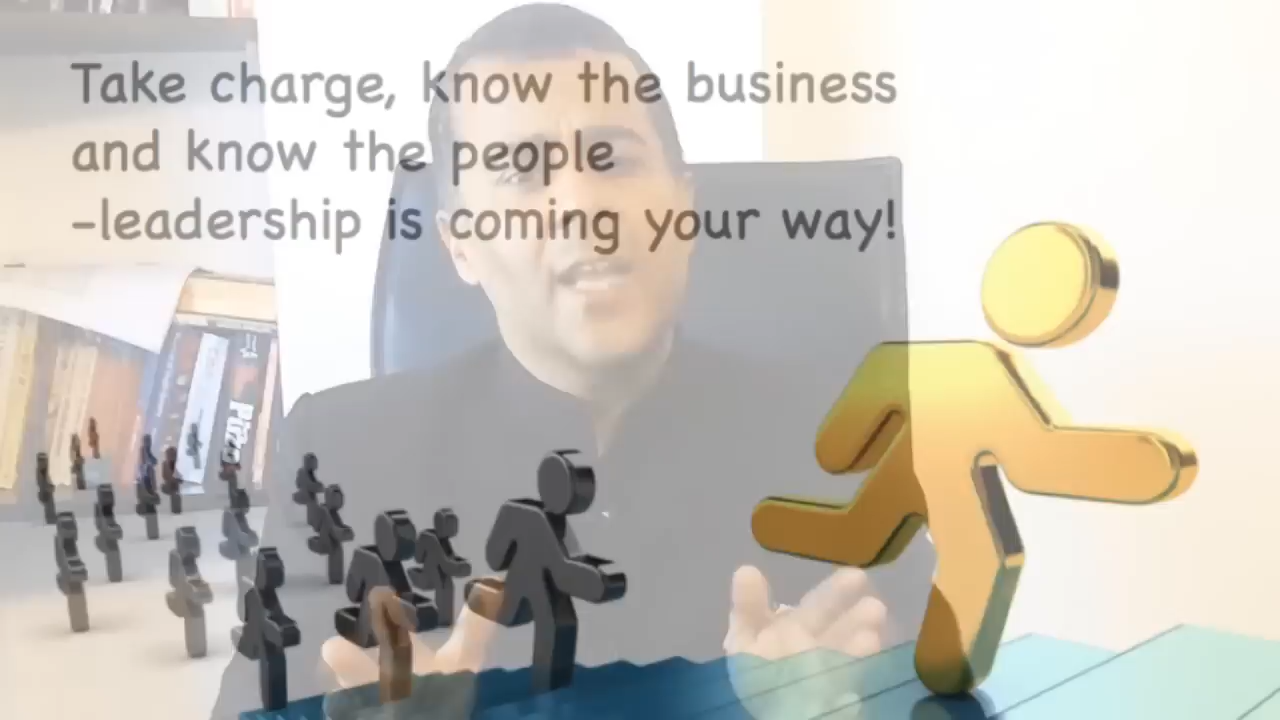 Take charge, know the business
and know the people
-leadership is coming your way!